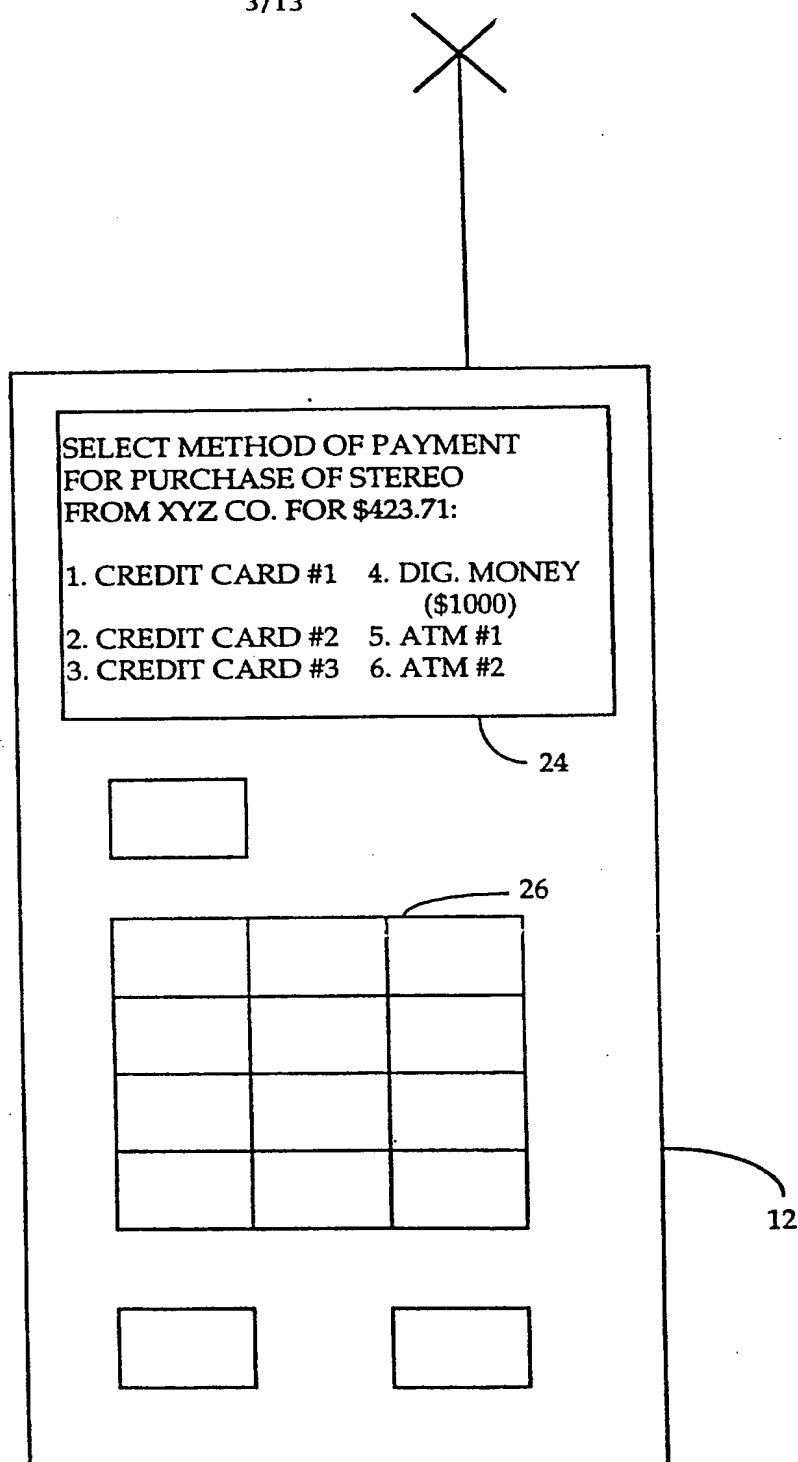 3/13
SELECT METHOD OF PAYMENT
FOR PURCHASE OF STEREO
FROM XYZ CO. FOR $423.71:
1. CREDIT CARD #1 4. DIG. MONEY
($1000)
2. CREDIT CARD #2 5. ATM #1
3. CREDIT CARD #3 6. ATM #2
24
26
12